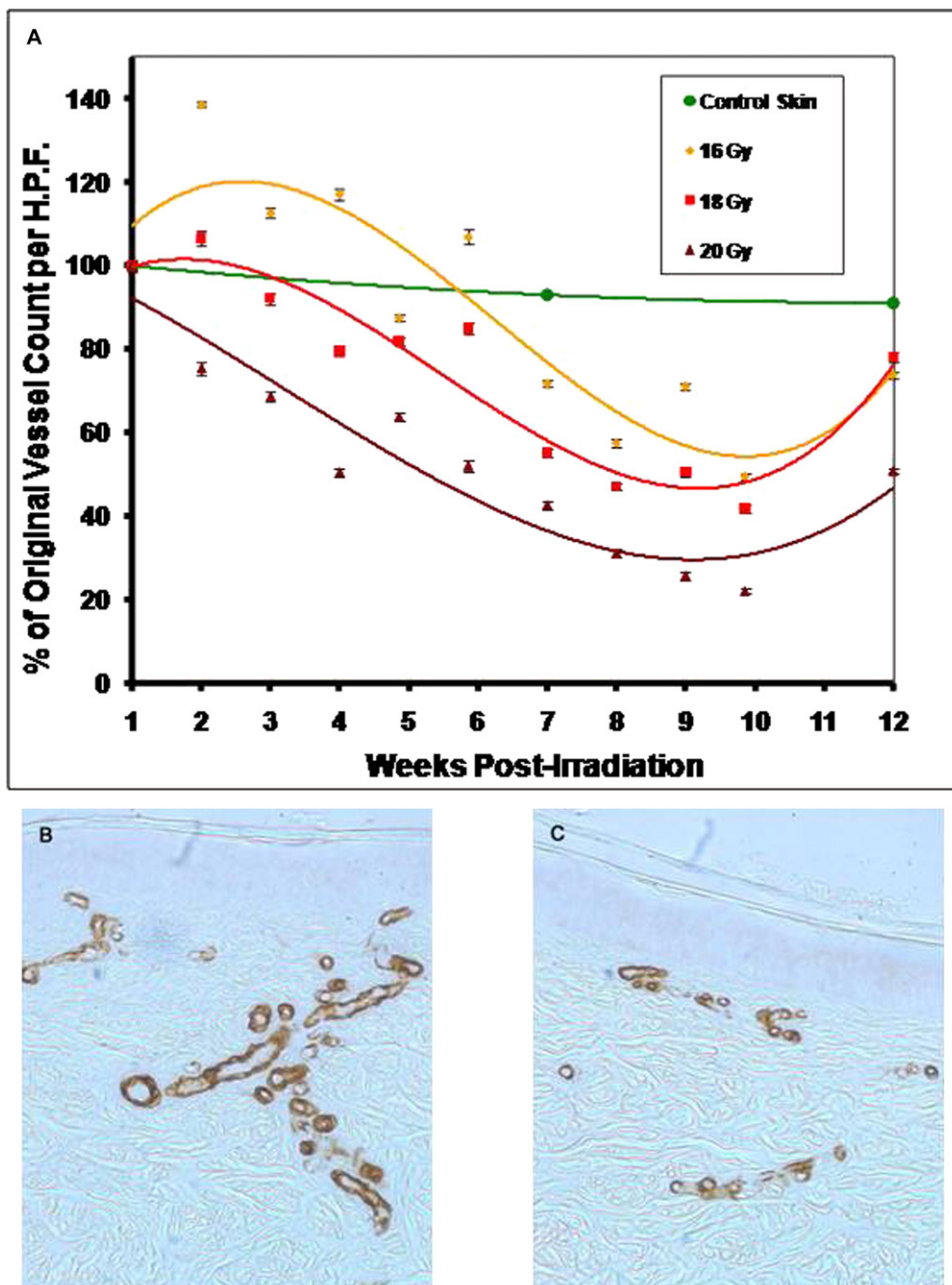 A
% of Original Vessel Count per H.P.F.
140
120
100
80
60
40
20
0
Control Skin
16 Gy
18 Gy
20 Gy
1 2 3 4 5 6 7 8 9 10 11 12
Weeks Post-Irradiation
B
C